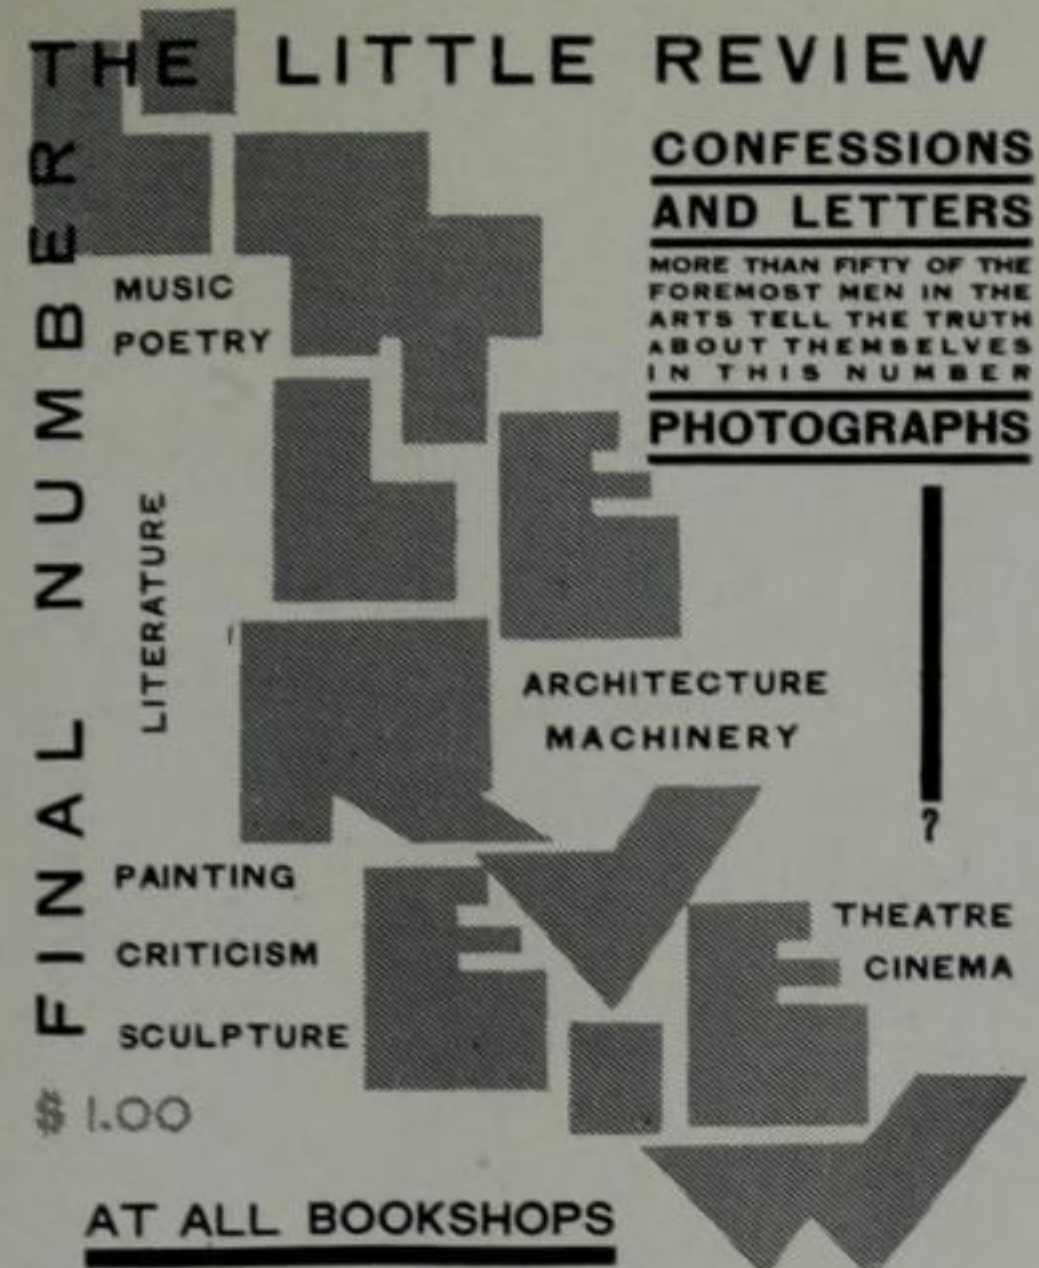 THE LITTLE REVIEW
CONFESSIONS
AND LETTERS
MORE THAN FIFTY OF THE
FOREMOST MEN IN THE
ARTS TELL THE TRUTH
ABOUT THEMSELVES
IN THIS NUMBER
PHOTOGRAPHS
?
FINAL NUMBER
LITTLE
REVIEW
MUSIC
POETRY
LITERATURE
ARCHITECTURE
MACHINERY
PAINTING
CRITICISM
SCULPTURE
THEATRE
CINEMA
$1.00
AT ALL BOOKSHOPS